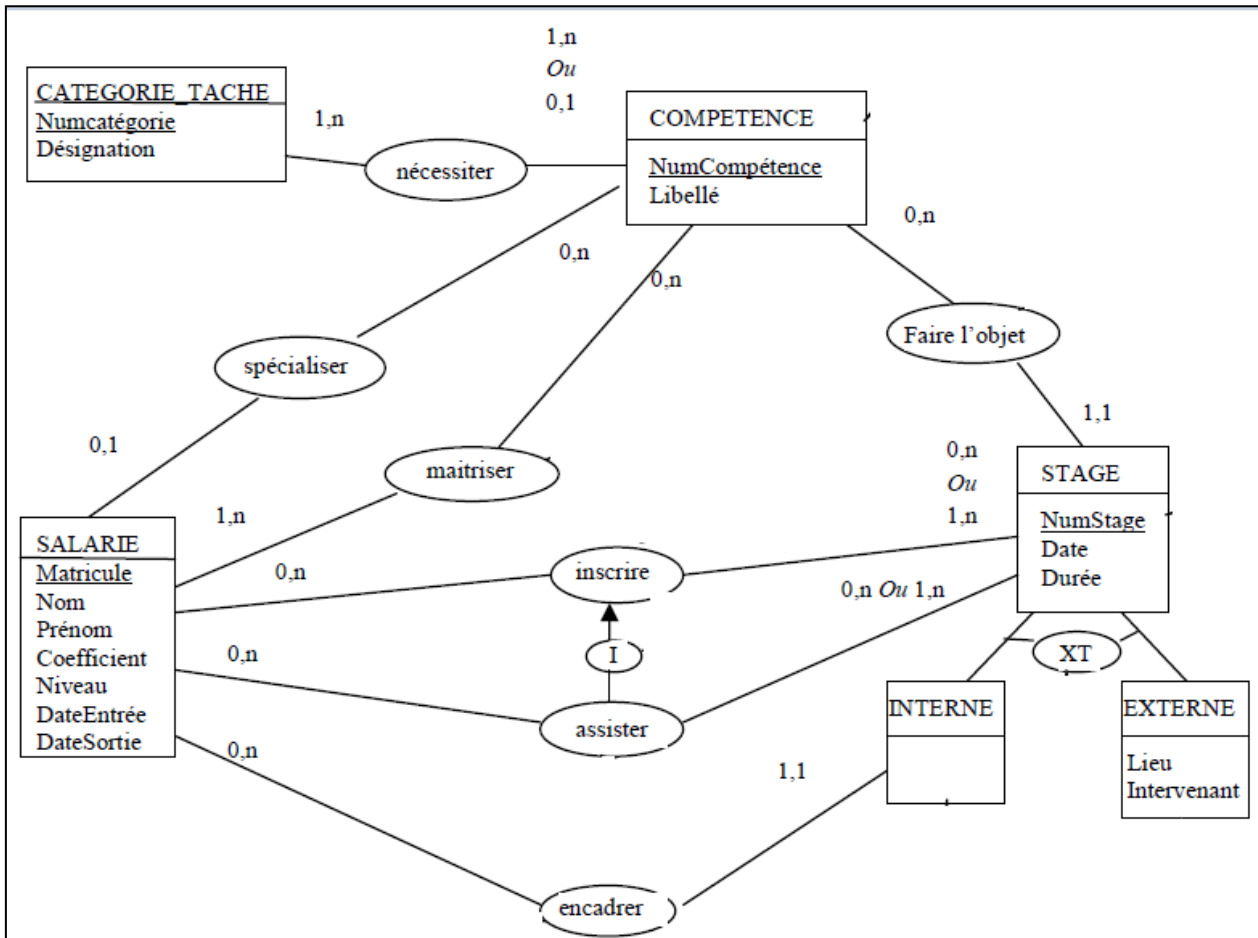 1,n
Ou
0,1
CATEGORIE_TACHE
Numcatégorie
Désignation
1,n
nécessiter
COMPETENCE
NumCompétence
Libellé
0,n
0,n
0,n
Faire l'objet
spécialiser
1,1
0,1
maitriser
0,n
Ou
1,n
STAGE
NumStage
Date
Durée
1,n
SALARIE
Matricule
Nom
Prénom
Coefficient
Niveau
DateEntrée
DateSortie
0,n
inscrire
0,n Ou 1,n
I
XT
0,n
assister
INTERNE
EXTERNE
Lieu
Intervenant
0,n
1,1
encadrer